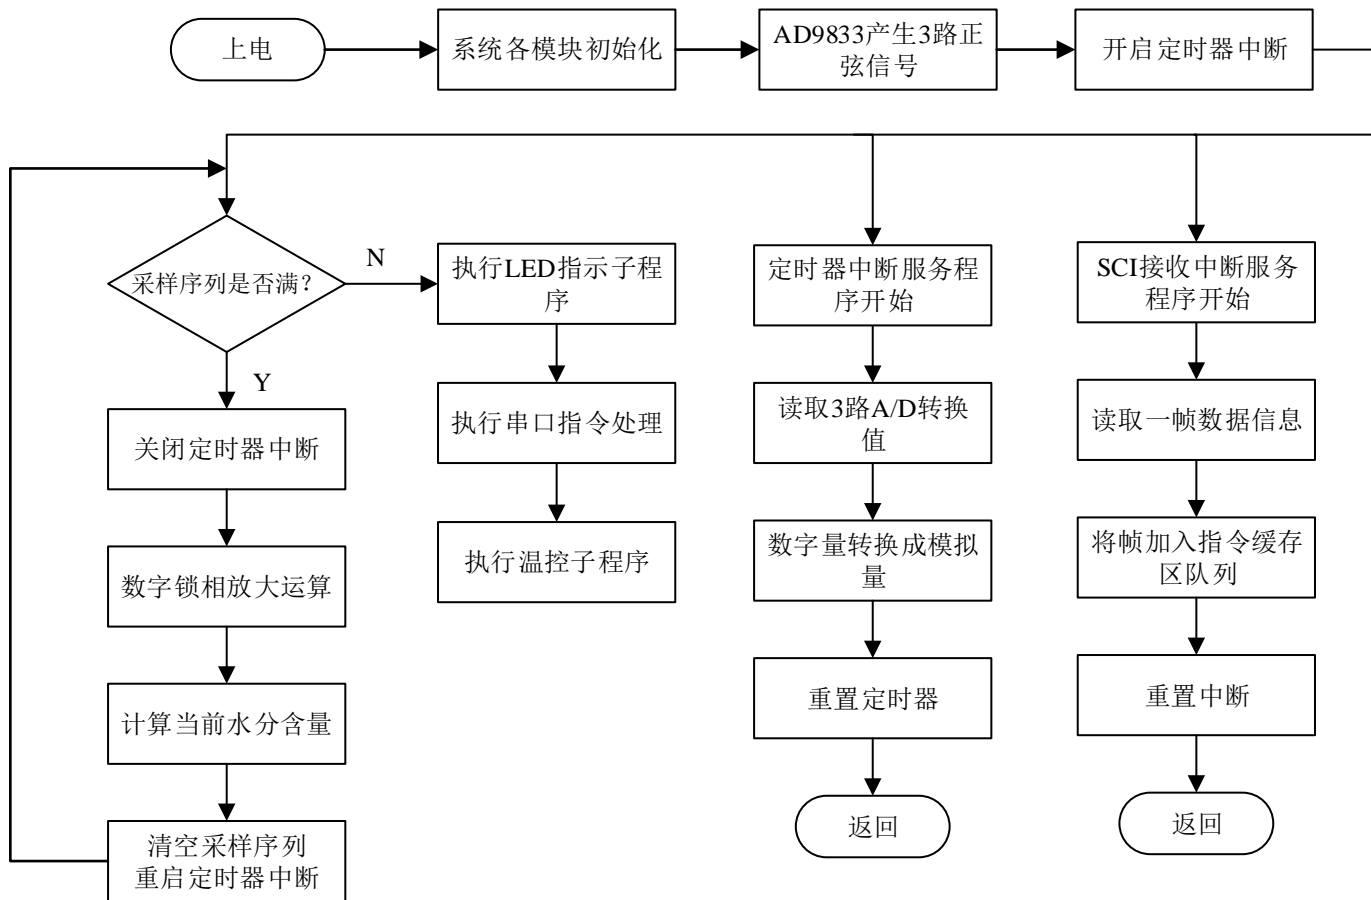 上电
系统各模块初始化
AD9833产生3路正
弦信号
开启定时器中断
采样序列是否满?
N
Y
关闭定时器中断
数字锁相放大运算
计算当前水分含量
清空采样序列
重启定时器中断
执行LED指示子程
序
执行串口指令处理
执行温控子程序
定时器中断服务程
序开始
读取3路A/D转换
值
数字量转换成模拟
量
重置定时器
返回
SCI接收中断服务
程序开始
读取一帧数据信息
将帧加入指令缓存
区队列
重置中断
返回